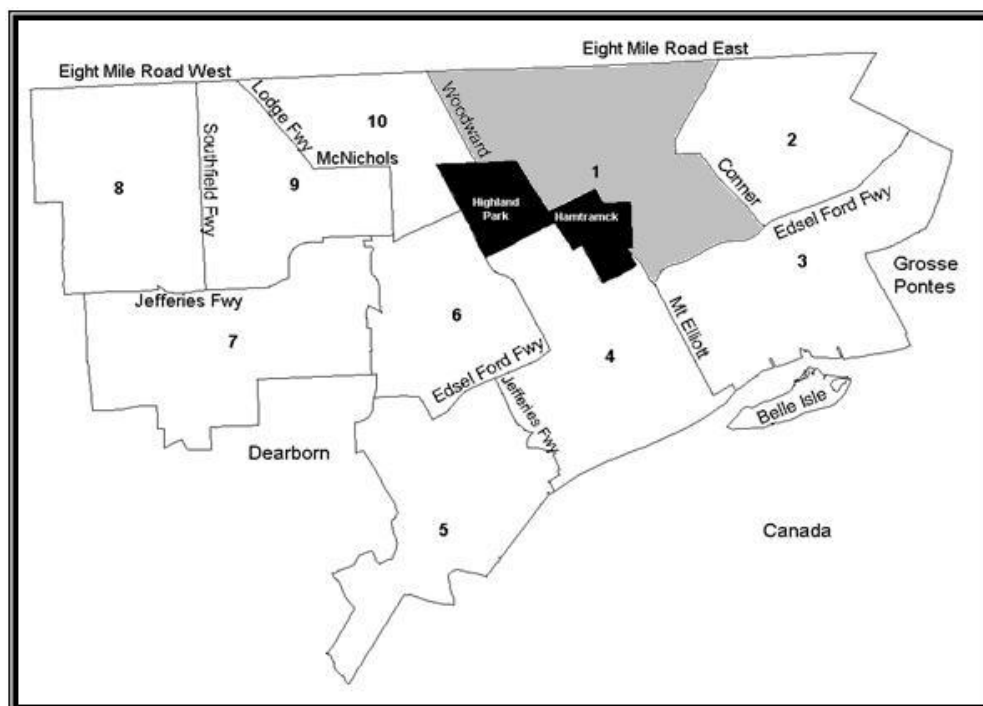 Eight Mile Road East
Eight Mile Road West
Lodge Fwy
Woodward
10
Southfield Fwy
McNichols
2
1
Conner
8
9
Highland
Park
Hamtramck
Edsel Ford Fwy
3
Grosse
Pontes
Jefferies Fwy
6
Mt Elliott
7
4
Edsel Ford Fwy
Jefferies Fwy
Belle Isle
Dearborn
5
Canada